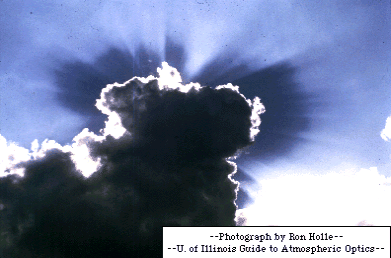 --Photograph by Ron Holle--
--U. of Illinois Guide to Atmospheric Optics--